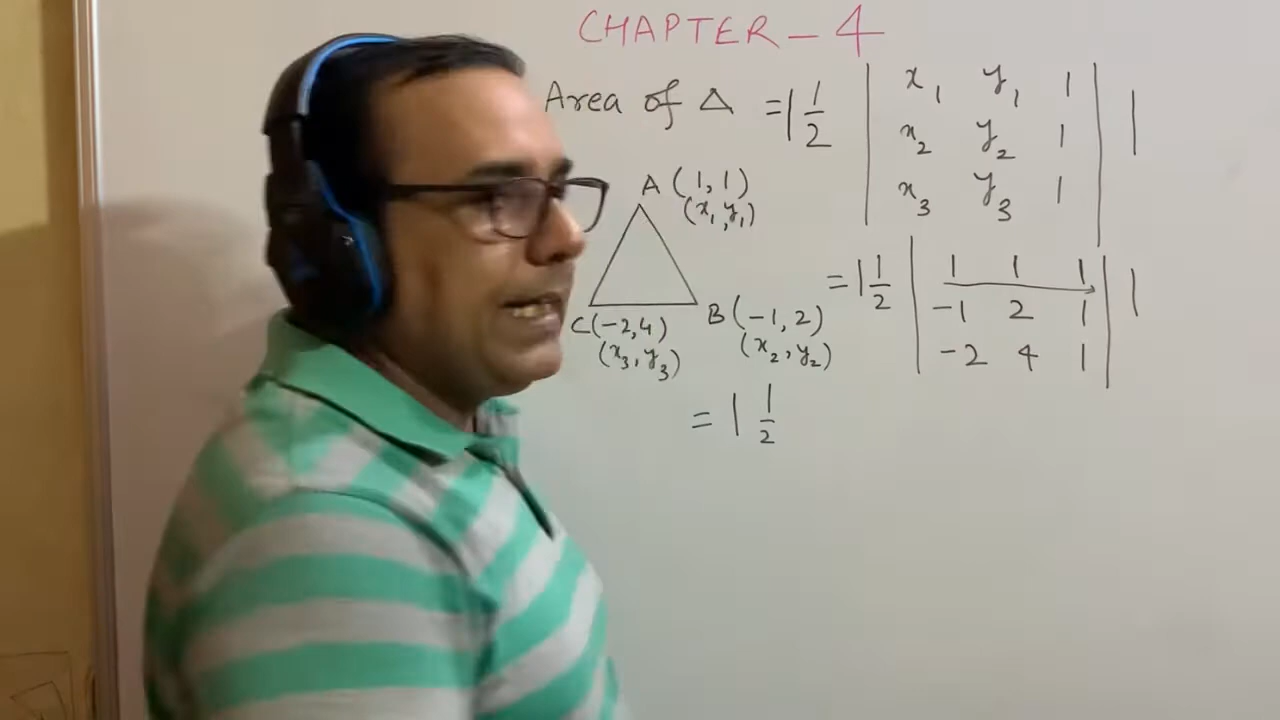 CHAPTER - 4
Area of Δ = | 1/2 | x₁ y₁ 1 | |
x₂ y₂ 1
x₃ y₃ 1
A (1, 1)
(x₁, y₁)
B (-1, 2)
(x₂, y₂)
C (-2, 4)
(x₃, y₃)
= | 1/2 | 1 1 1 | |
-1 2 1
-2 4 1
= | 1/2